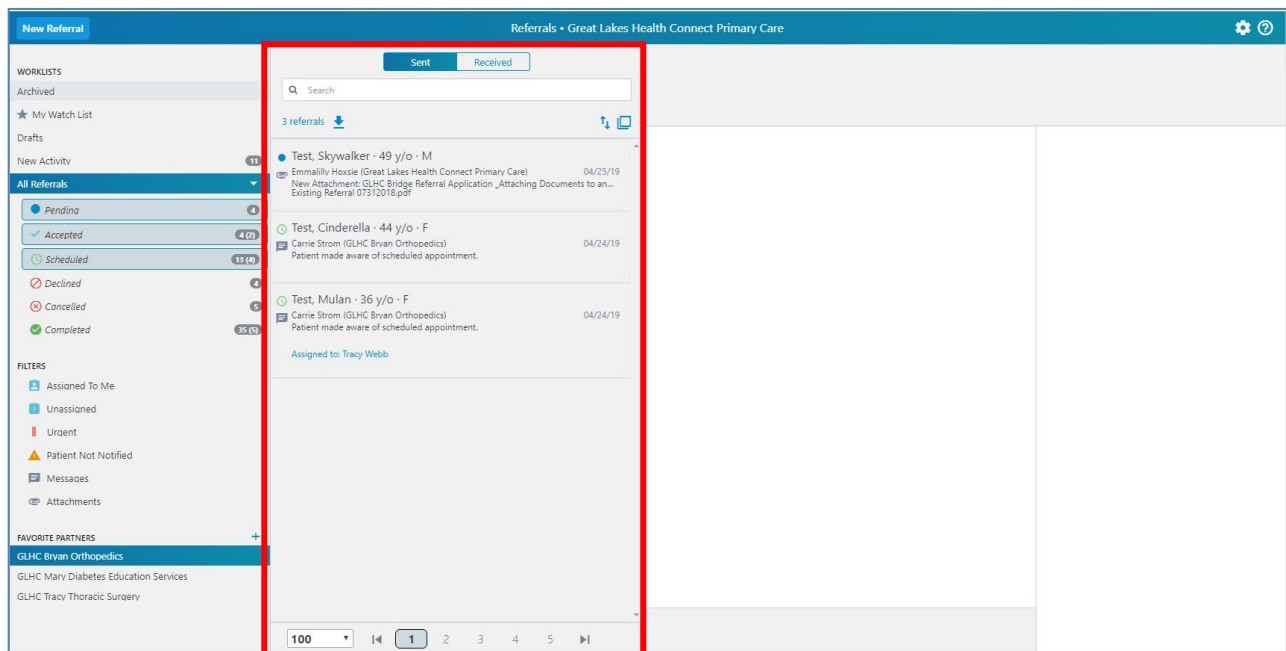 New Referral
Referrals • Great Lakes Health Connect Primary Care
WORKLISTS
Archived
My Watch List
Drafts
New Activity 11
All Referrals
Pending 4
Accepted 4 (2)
Scheduled 13 (4)
Declined 4
Cancelled 5
Completed 35 (5)
FILTERS
Assigned To Me
Unassigned
Urgent
Patient Not Notified
Messages
Attachments
FAVORITE PARTNERS +
GLHC Bryan Orthopedics
GLHC Mary Diabetes Education Services
GLHC Tracy Thoracic Surgery
Sent Received
Search
3 referrals
Test, Skywalker · 49 y/o · M
Emmalilly Hoxsie (Great Lakes Health Connect Primary Care) 04/25/19
New Attachment: GLHC Bridge Referral Application _Attaching Documents to an...
Existing Referral 07312018.pdf
Test, Cinderella · 44 y/o · F
Carrie Strom (GLHC Bryan Orthopedics) 04/24/19
Patient made aware of scheduled appointment.
Test, Mulan · 36 y/o · F
Carrie Strom (GLHC Bryan Orthopedics) 04/24/19
Patient made aware of scheduled appointment.
Assigned to: Tracy Webb
100 1 2 3 4 5